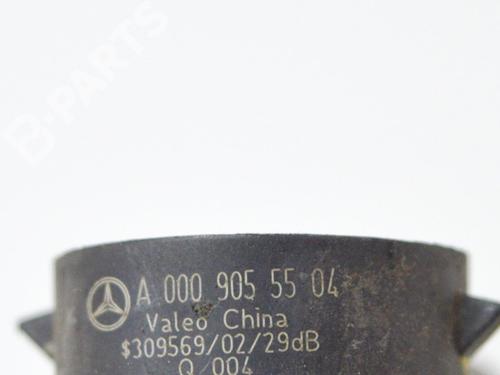 B-PARTS
A 000 905 55 04
Valeo China
$309569/02/29dB
Q 004